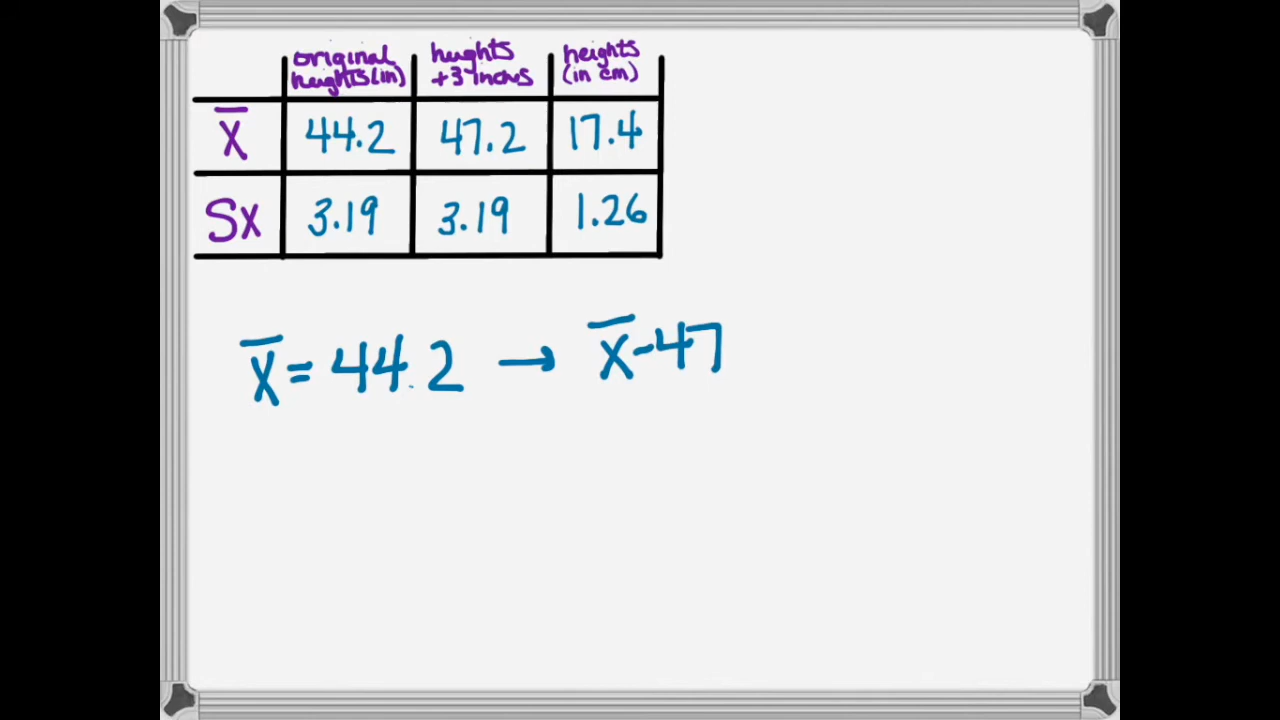 original heights heights
heights(in) +3 inches (in cm)
x̅ 44.2 47.2 17.4
Sx 3.19 3.19 1.26
x̅ = 44.2 → x̅-47